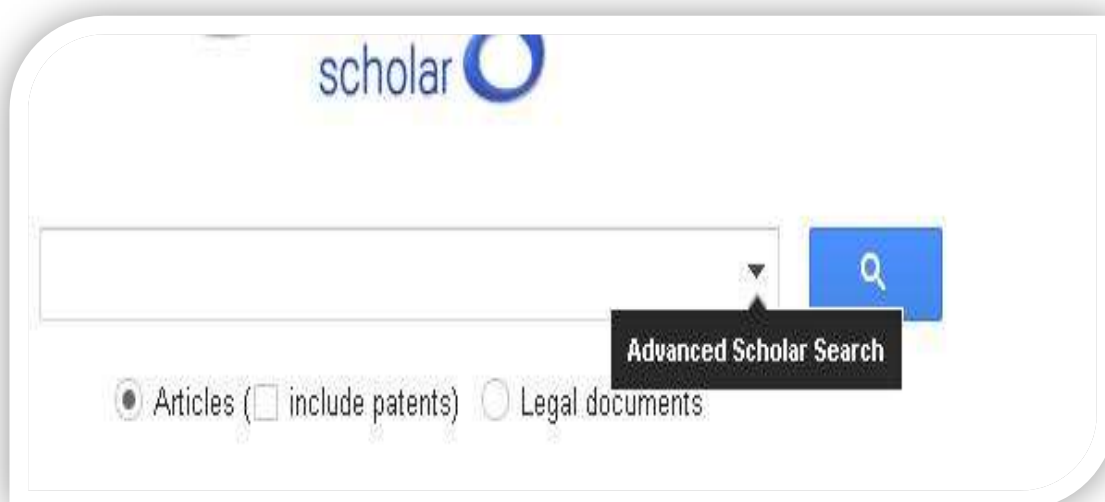 scholar
Advanced Scholar Search
Articles ( include patents) Legal documents